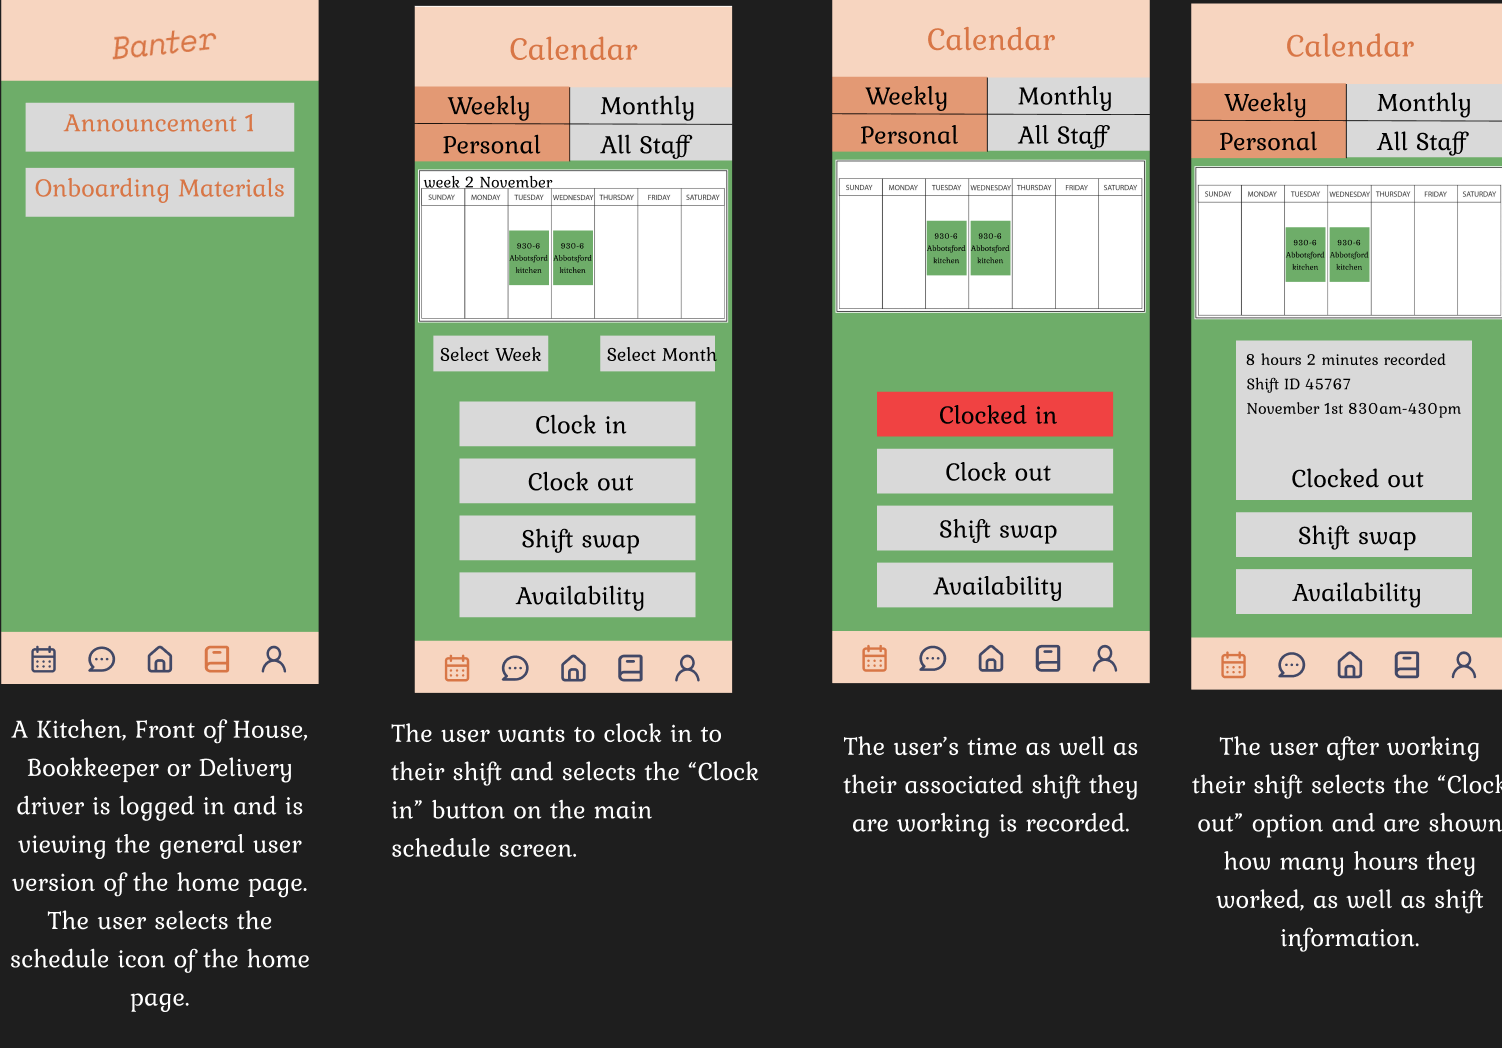 Banter
Announcement 1
Onboarding Materials
A Kitchen, Front of House,
Bookkeeper or Delivery
driver is logged in and is
viewing the general user
version of the home page.
The user selects the
schedule icon of the home
page.
Calendar
Weekly Monthly
Personal All Staff
week 2 November
SUNDAY MONDAY TUESDAY WEDNESDAY THURSDAY FRIDAY SATURDAY
930-6 930-6
Abbotsford Abbotsford
kitchen kitchen
Select Week Select Month
Clock in
Clock out
Shift swap
Availability
The user wants to clock in to
their shift and selects the “Clock
in” button on the main
schedule screen.
Calendar
Weekly Monthly
Personal All Staff
SUNDAY MONDAY TUESDAY WEDNESDAY THURSDAY FRIDAY SATURDAY
930-6 930-6
Abbotsford Abbotsford
kitchen kitchen
Clocked in
Clock out
Shift swap
Availability
The user’s time as well as
their associated shift they
are working is recorded.
Calendar
Weekly Monthly
Personal All Staff
SUNDAY MONDAY TUESDAY WEDNESDAY THURSDAY FRIDAY SATURDAY
930-6 930-6
Abbotsford Abbotsford
kitchen kitchen
8 hours 2 minutes recorded
Shift ID 45767
November 1st 830am-430pm
Clocked out
Shift swap
Availability
The user after working
their shift selects the “Clock
out” option and are shown
how many hours they
worked, as well as shift
information.